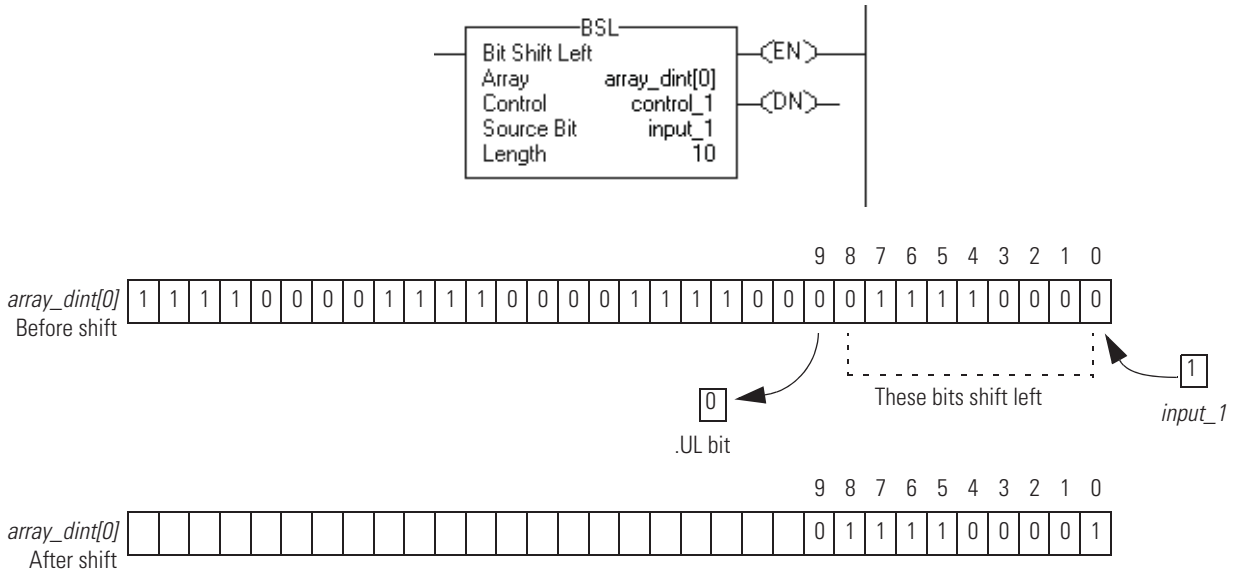 BSL
Bit Shift Left
Array array_dint[0]
Control control_1
Source Bit input_1
Length 10
EN
DN
9 8 7 6 5 4 3 2 1 0
array_dint[0] 1 1 1 1 0 0 0 0 1 1 1 1 0 0 0 0 1 1 1 1 0 0 0 0 1 1 1 1 0 0 0 0
Before shift
These bits shift left
1
input_1
0
.UL bit
9 8 7 6 5 4 3 2 1 0
array_dint[0] 0 1 1 1 1 0 0 0 0 1
After shift